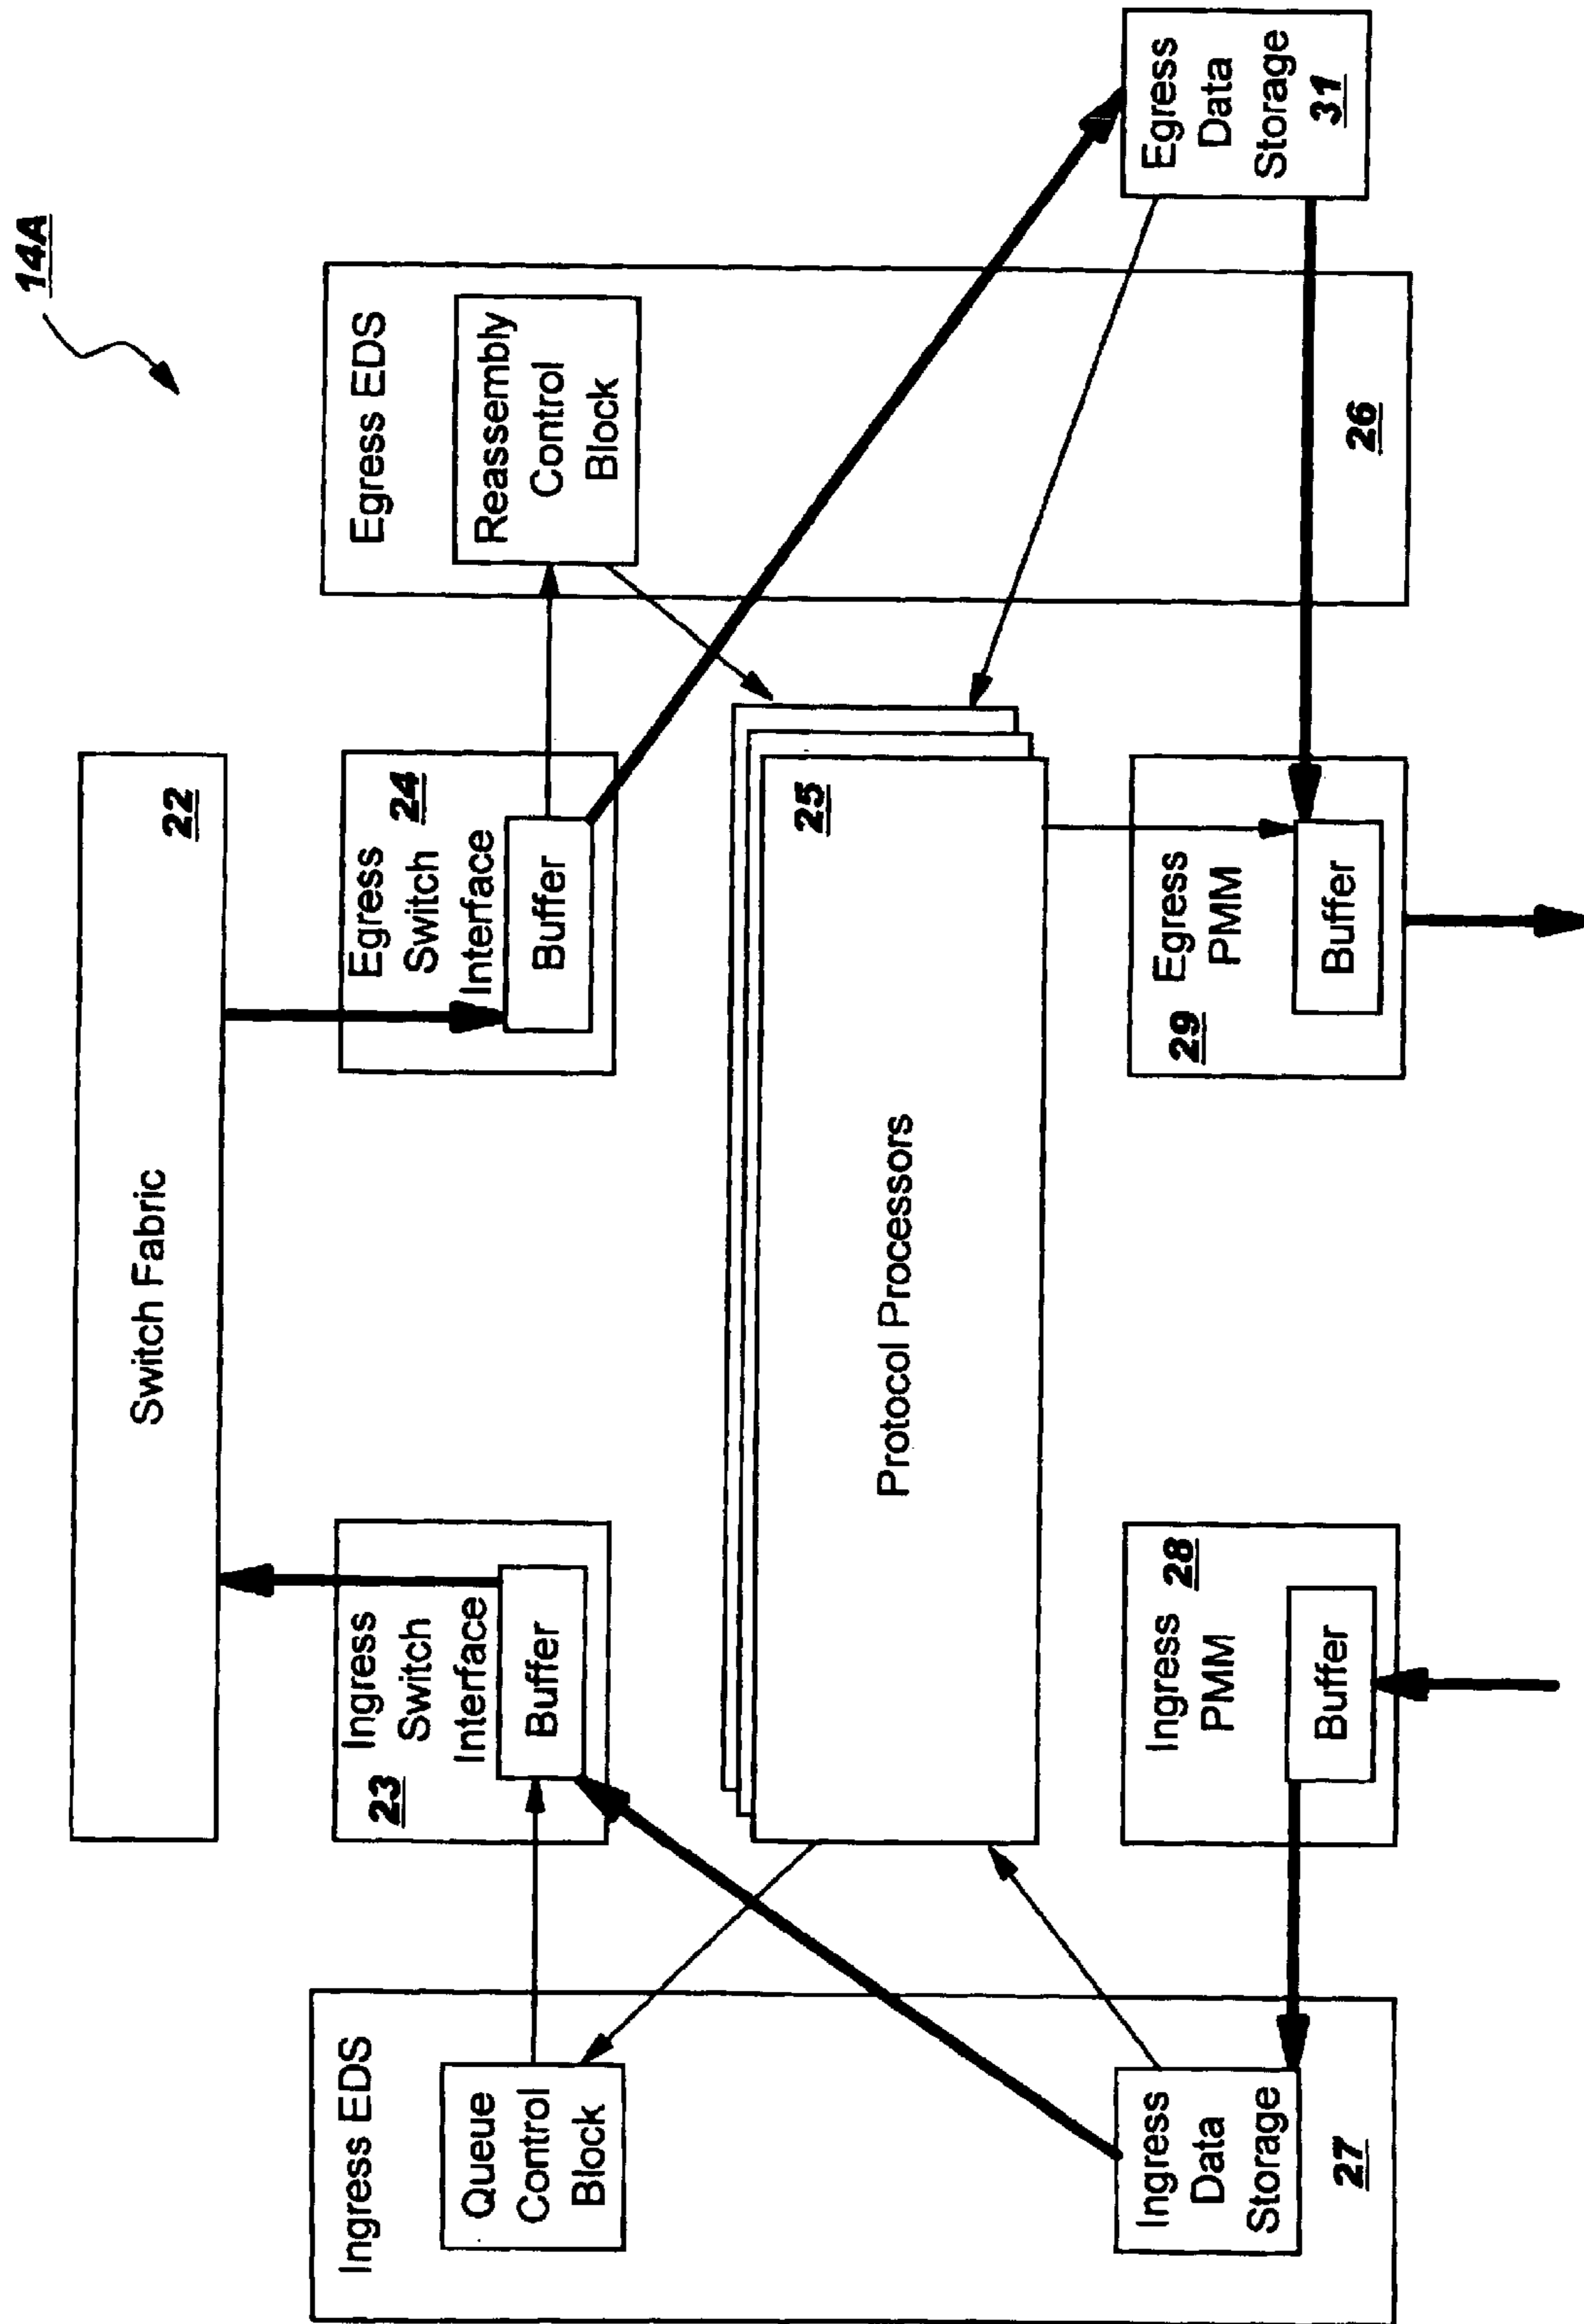 14A
Switch Fabric
22
Ingress EDS
Queue
Control
Block
Ingress
Data
Storage
27
23
Ingress
Switch
Interface
Buffer
Egress
Switch
Interface
24
Buffer
Egress EDS
Reassembly
Control
Block
26
Protocol Processors
25
Ingress
PMM
28
Buffer
29
Egress
PMM
Buffer
Egress
Data
Storage
31